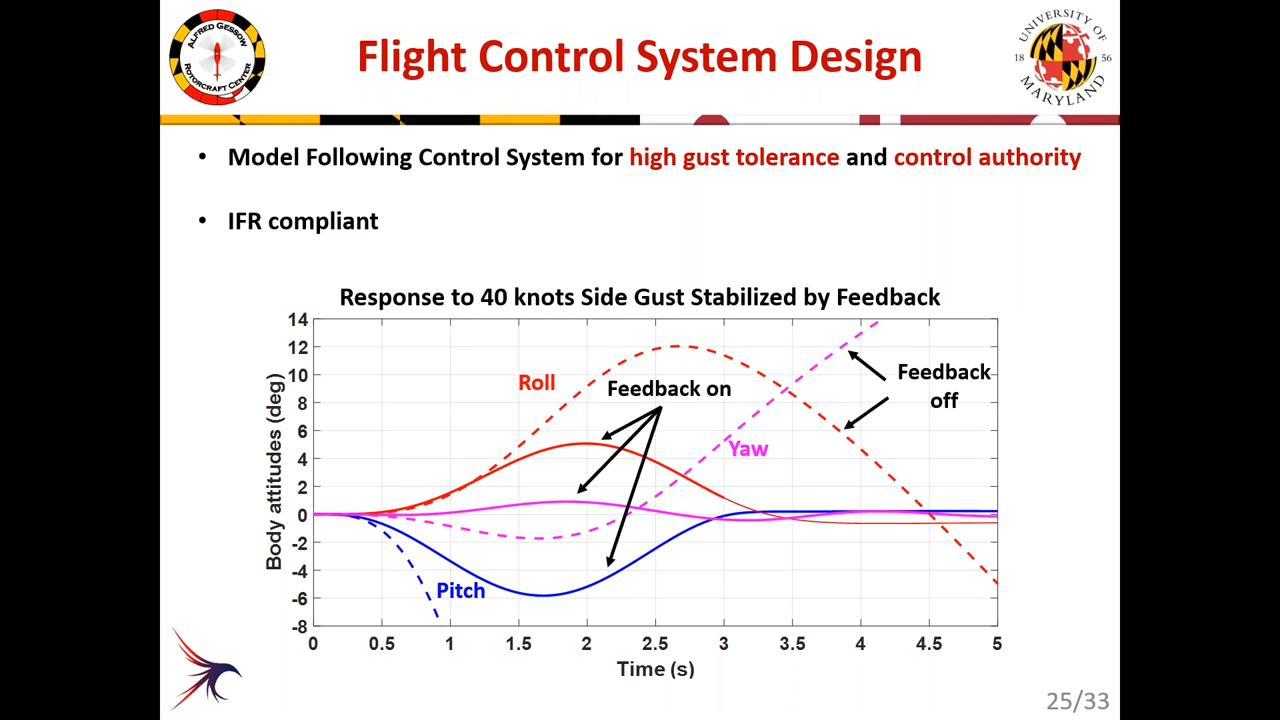 ALFRED GESSOW
ROTORCRAFT CENTER
Flight Control System Design
UNIVERSITY OF
18 56
MARYLAND
• Model Following Control System for high gust tolerance and control authority
• IFR compliant
Response to 40 knots Side Gust Stabilized by Feedback
Body attitudes (deg)
14
12
10
8
6
4
2
0
-2
-4
-6
-8
Roll
Feedback on
Feedback
off
Yaw
Pitch
0 0.5 1 1.5 2 2.5 3 3.5 4 4.5 5
Time (s)
25/33